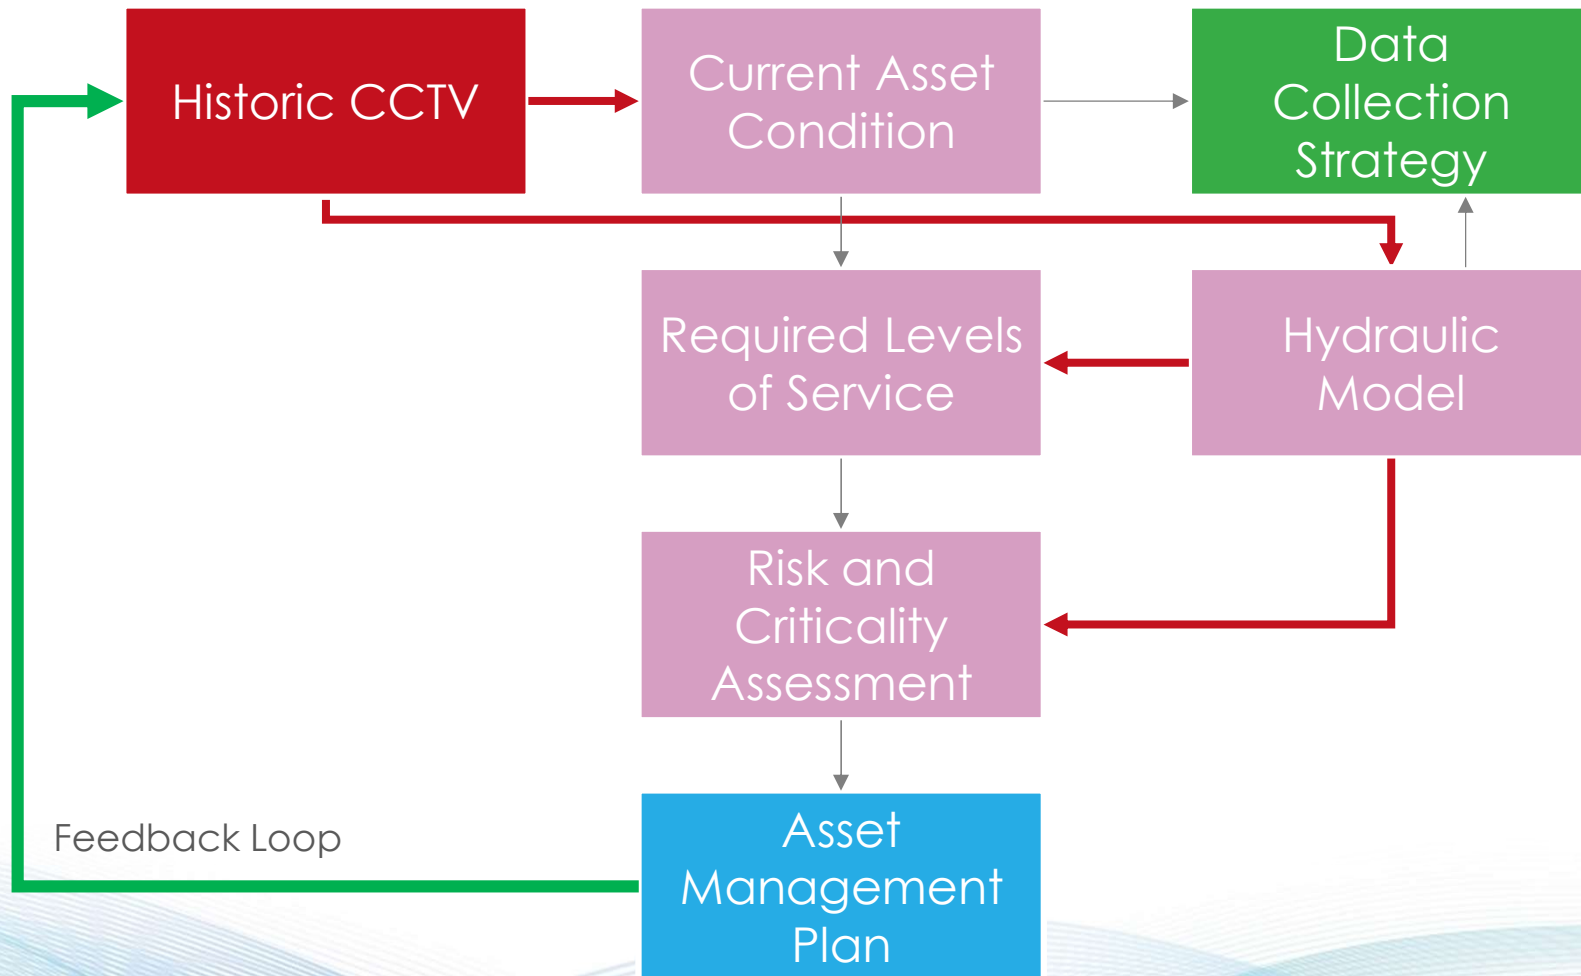 Historic CCTV
Current Asset
Condition
Data
Collection
Strategy
Required Levels
of Service
Hydraulic
Model
Risk and
Criticality
Assessment
Feedback Loop
Asset
Management
Plan